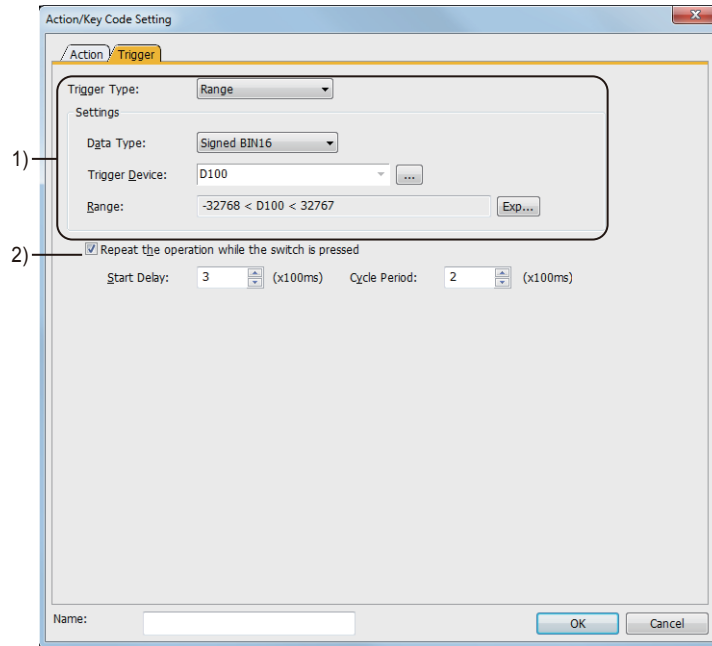 Action/Key Code Setting
Action Trigger
Trigger Type: Range
Settings
1)
Data Type: Signed BIN16
Trigger Device: D100 ...
Range: -32768 < D100 < 32767 Exp...
2)
Repeat the operation while the switch is pressed
Start Delay: 3 (x100ms) Cycle Period: 2 (x100ms)
Name: OK Cancel